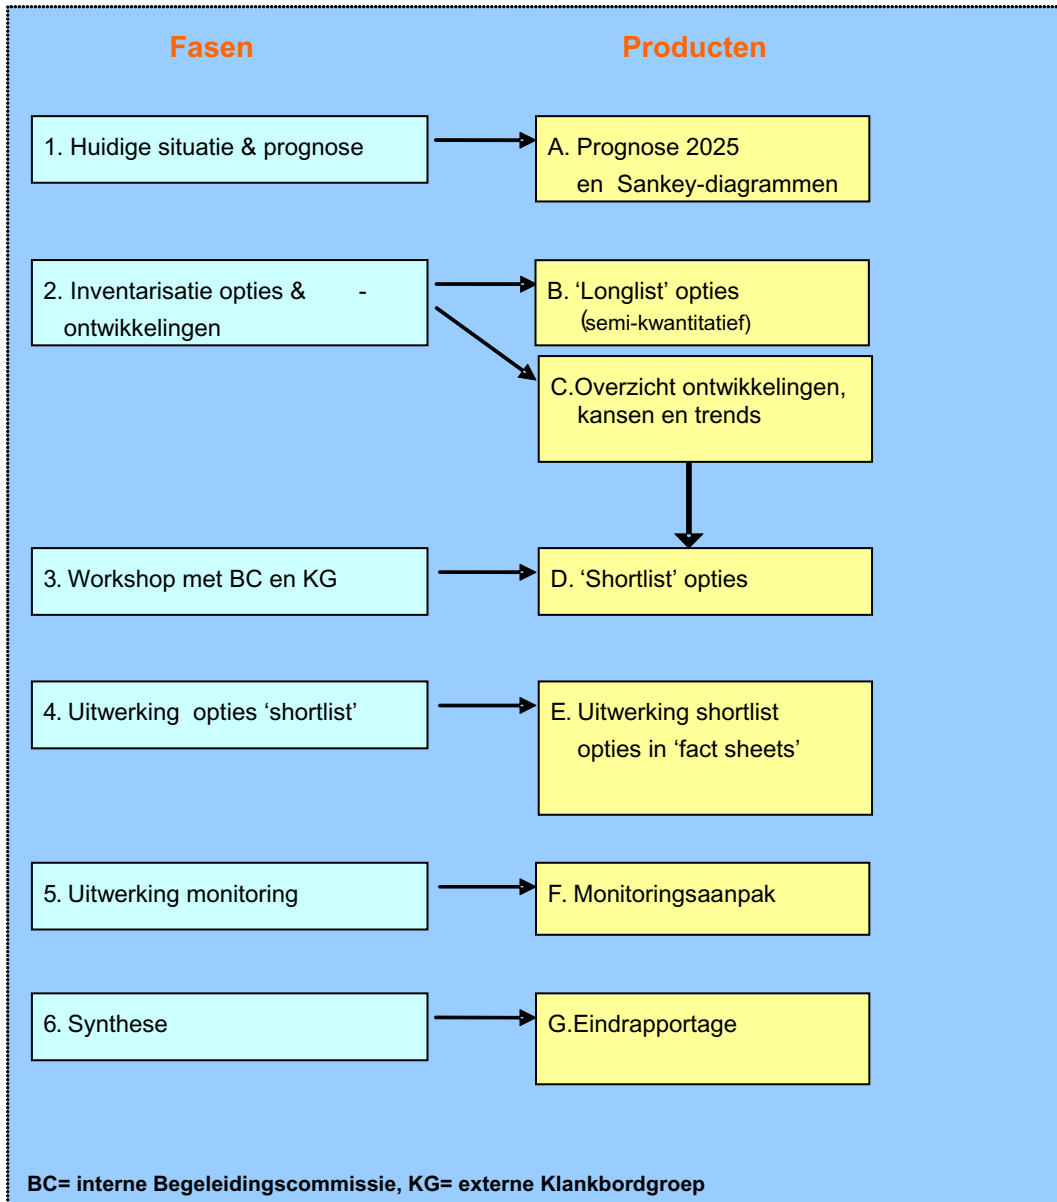 Fasen
Producten
1. Huidige situatie & prognose
A. Prognose 2025
en Sankey-diagrammen
2. Inventarisatie opties & -
ontwikkelingen
B. ‘Longlist’ opties
(semi-kwantitatief)
C.Overzicht ontwikkelingen,
kansen en trends
3. Workshop met BC en KG
D. ‘Shortlist’ opties
4. Uitwerking opties ‘shortlist’
E. Uitwerking shortlist
opties in ‘fact sheets’
5. Uitwerking monitoring
F. Monitoringsaanpak
6. Synthese
G.Eindrapportage
BC= interne Begeleidingscommissie, KG= externe Klankbordgroep